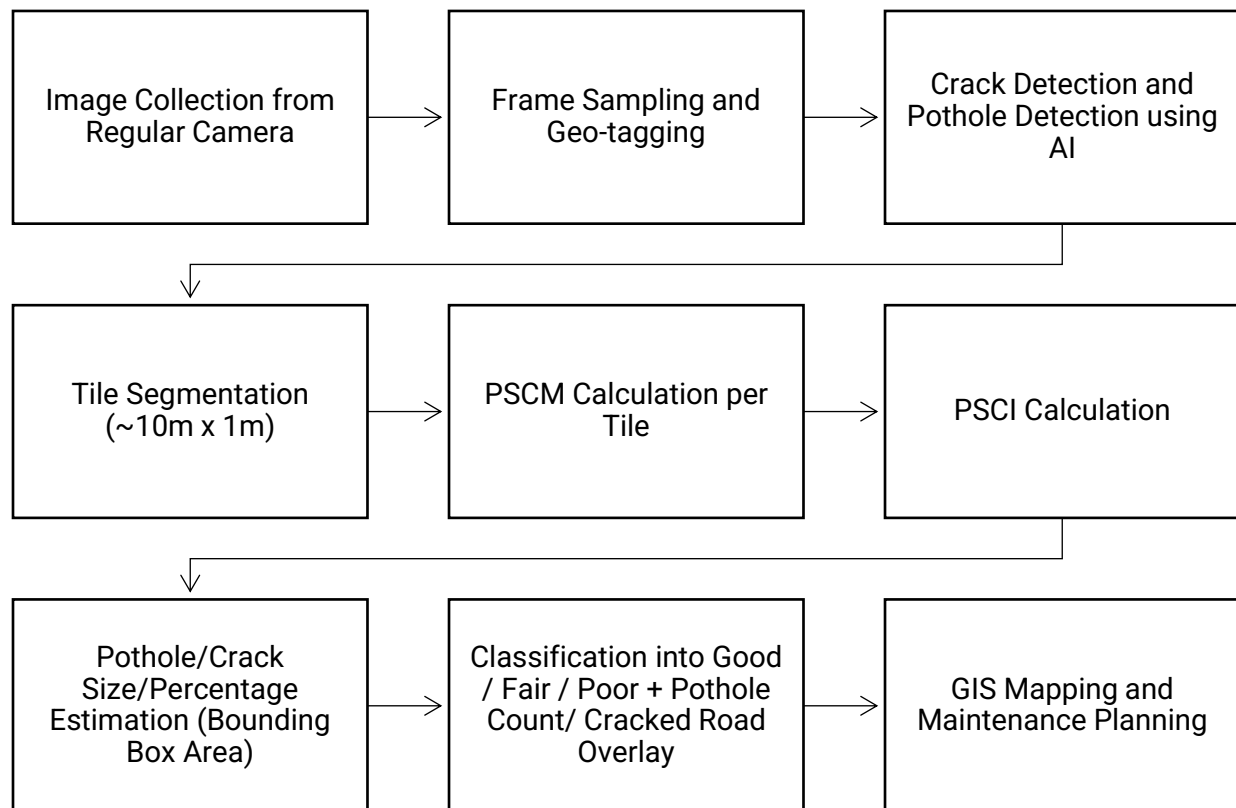 Image Collection from
Regular Camera
Frame Sampling and
Geo-tagging
Crack Detection and
Pothole Detection using
AI
Tile Segmentation
(~10m x 1m)
PSCM Calculation per
Tile
PSCI Calculation
Pothole/Crack
Size/Percentage
Estimation (Bounding
Box Area)
Classification into Good
/ Fair / Poor + Pothole
Count/ Cracked Road
Overlay
GIS Mapping and
Maintenance Planning